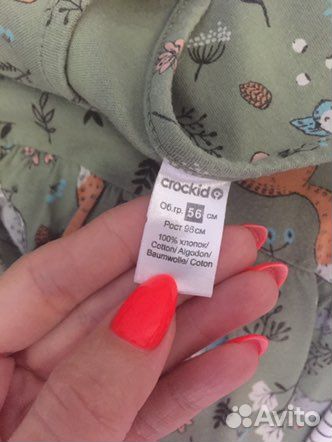 crockid
Об.гр. 56 см
Рост 98см
100% хлопок/
Cotton/ Algodon/
Baumwolle/ Coton
Avito